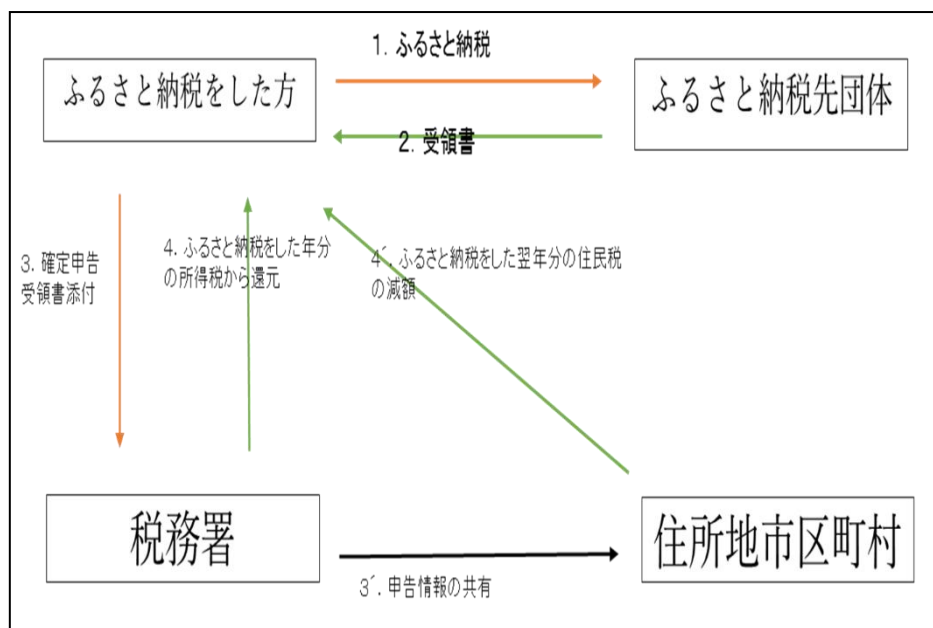 1. ふるさと納税
ふるさと納税をした方
ふるさと納税先団体
2. 受領書
3. 確定申告
受領書添付
4. ふるさと納税をした年分
の所得税から還元
4´. ふるさと納税をした翌年分の住民税
の減額
税務署
住所地市区町村
3´. 申告情報の共有